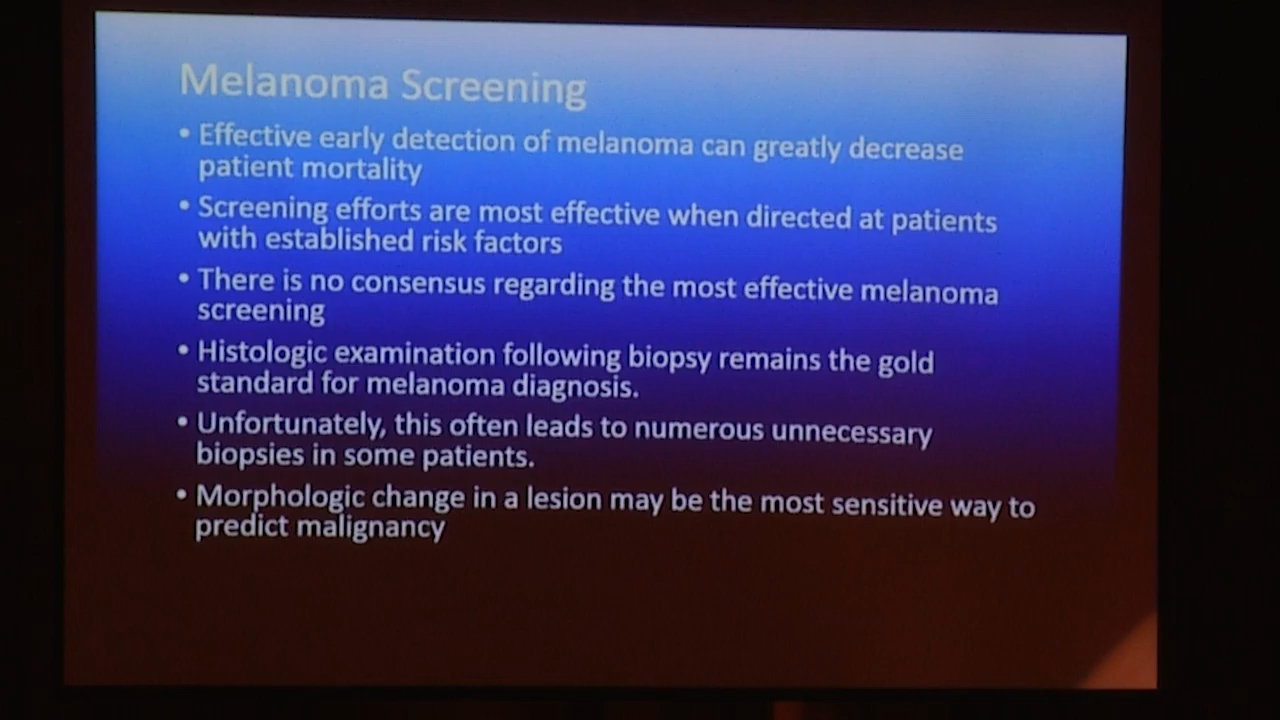 Melanoma Screening
• Effective early detection of melanoma can greatly decrease
patient mortality
• Screening efforts are most effective when directed at patients
with established risk factors
• There is no consensus regarding the most effective melanoma
screening
• Histologic examination following biopsy remains the gold
standard for melanoma diagnosis.
• Unfortunately, this often leads to numerous unnecessary
biopsies in some patients.
• Morphologic change in a lesion may be the most sensitive way to
predict malignancy